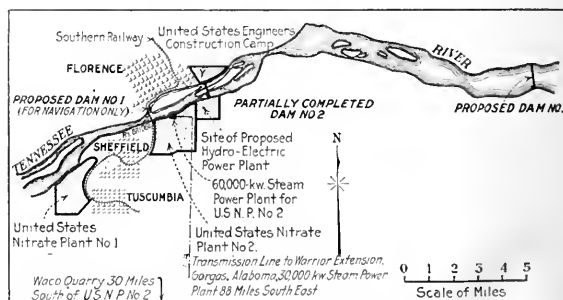 United States Engineers
Construction Camp
Southern Railway
FLORENCE
RIVER
Y
PROPOSED DAM NO 1
(FOR NAVIGATION ONLY)
PARTIALLY COMPLETED
DAM NO 2
PROPOSED DAM NO.
TENNESSEE
SHEFFIELD
Site of Proposed
Hydro-Electric
Power Plant
N
60,000-kw. Steam
Power Plant for
U S N. P. No 2
TUSCUMBIA
United States
Nitrate Plant No 1
United States Nitrate
Plant No 2.
Transmission Line to Warrior Extension,
Gorgas, Alabama, 30,000 kw Steam Power
Plant 88 Miles South East
Waco Quarry 30 Miles
South of U S N P No 2
0 1 2 3 4 5
Scale of Miles